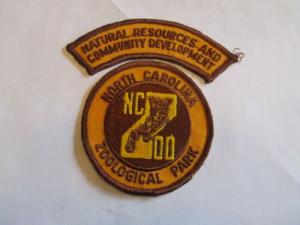 NATURAL RESOURCES AND
COMMUNITY DEVELOPMENT
NORTH CAROLINA
NC
ZOO
ZOOLOGICAL PARK